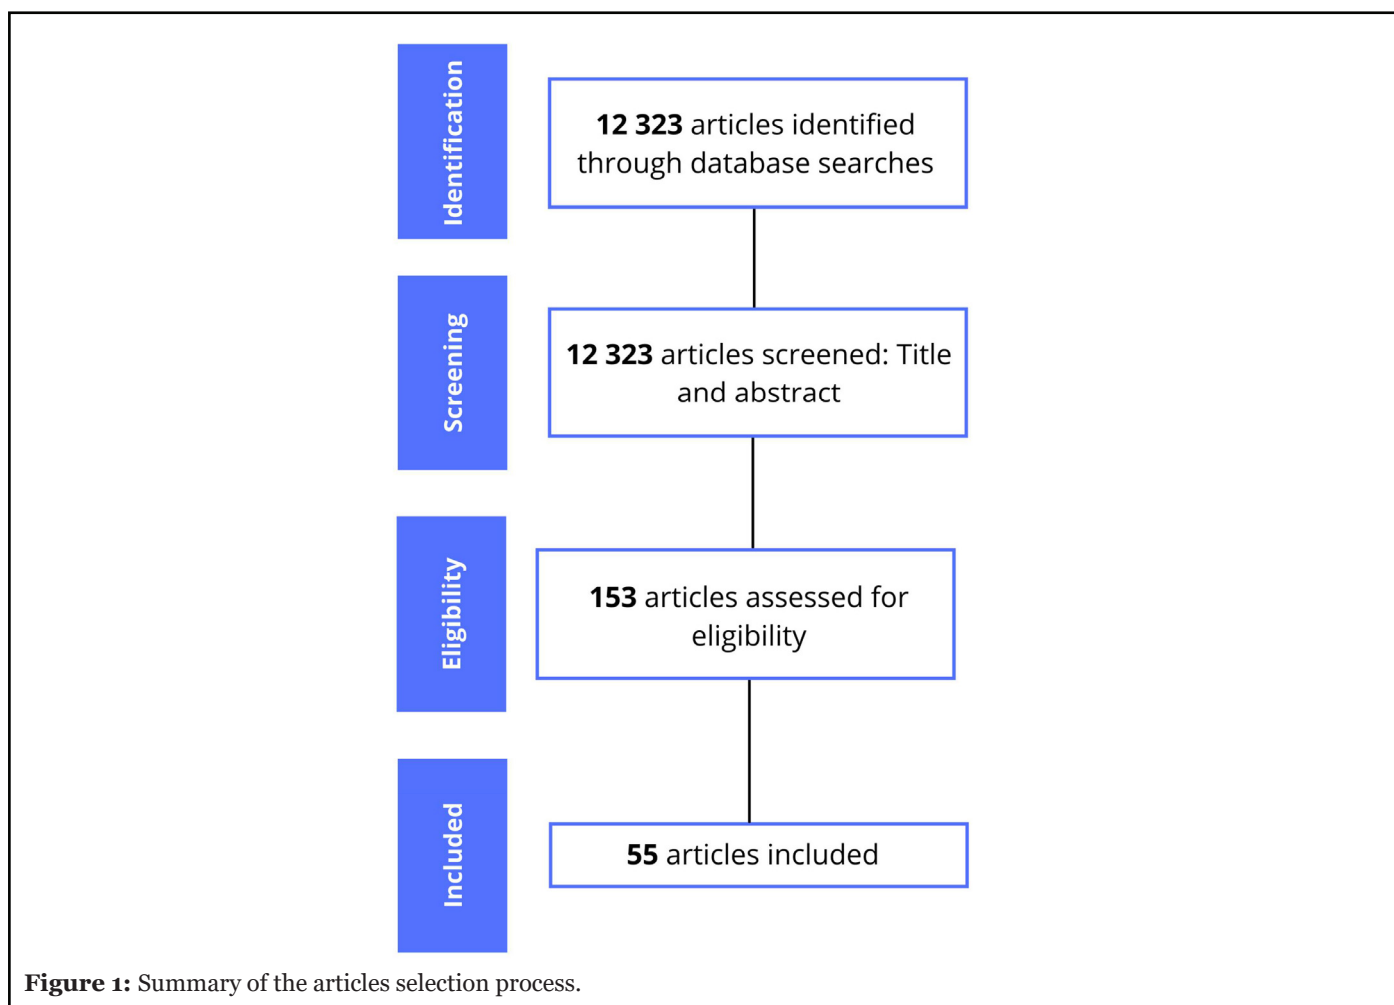 Identification
12 323 articles identified
through database searches
Screening
12 323 articles screened: Title
and abstract
Eligibility
153 articles assessed for
eligibility
Included
55 articles included
Figure 1: Summary of the articles selection process.